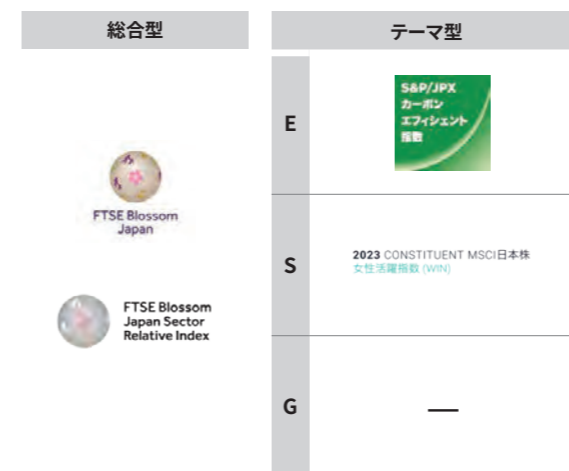 総合型
FTSE Blossom
Japan
FTSE Blossom
Japan Sector
Relative Index
テーマ型
E
S&P/JPX
カーボン
エフィシェント
指数
S
2023 CONSTITUENT MSCI日本株
女性活躍指数 (WIN)
G
—